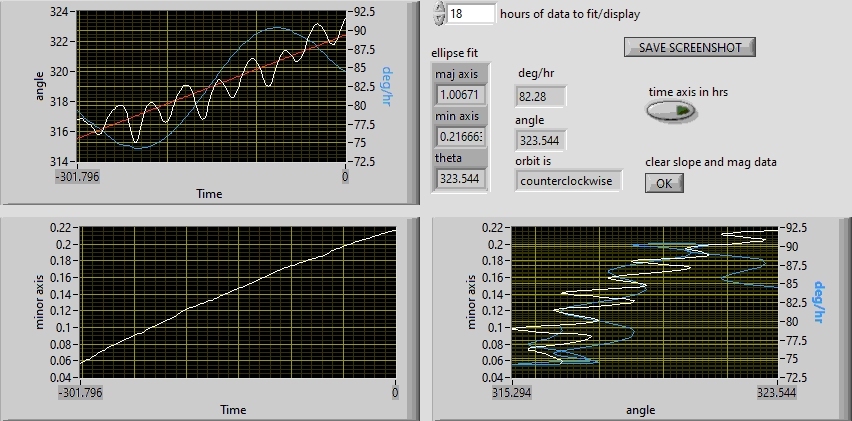 324
322
320
318
316
314
angle
92.5
90
87.5
85
82.5
80
77.5
75
72.5
deg/hr
-301.796
0
Time
18 hours of data to fit/display
SAVE SCREENSHOT
ellipse fit
maj axis
1.00671
min axis
0.21666
theta
323.544
deg/hr
82.28
angle
323.544
orbit is
counterclockwise
time axis in hrs
clear slope and mag data
OK
0.22
0.2
0.18
0.16
0.14
0.12
0.1
0.08
0.06
0.04
minor axis
-301.796
0
Time
0.22
0.2
0.18
0.16
0.14
0.12
0.1
0.08
0.06
0.04
minor axis
92.5
90
87.5
85
82.5
80
77.5
75
72.5
deg/hr
315.294
323.544
angle